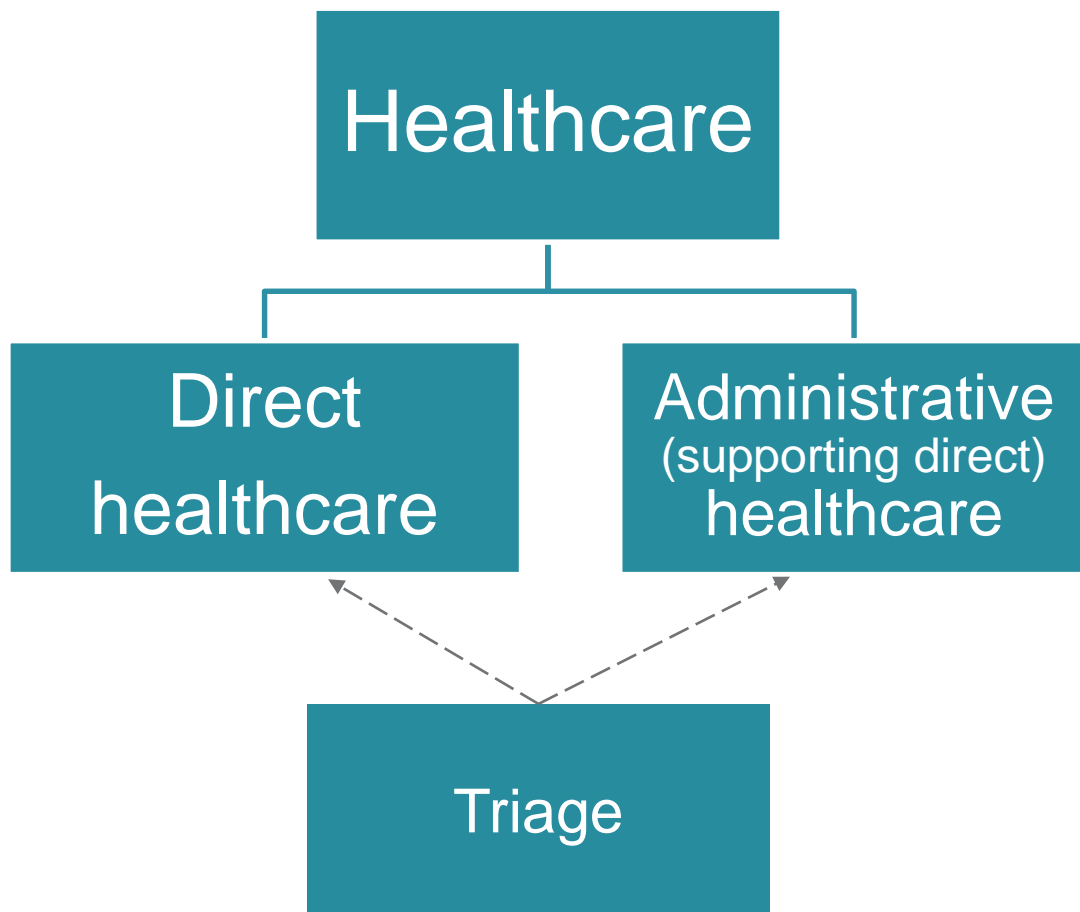 Healthcare
Direct
healthcare
Administrative
(supporting direct)
healthcare
Triage